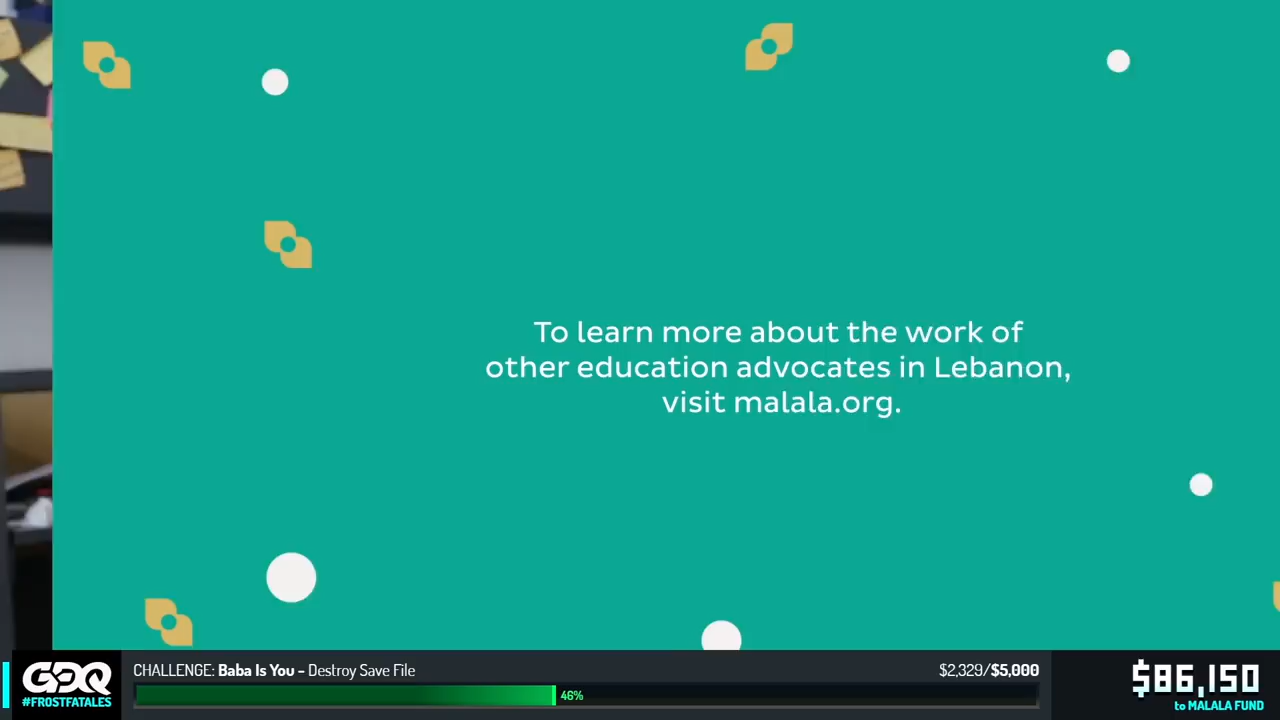 To learn more about the work of
other education advocates in Lebanon,
visit malala.org.
GDQ
#FROSTFATALES
CHALLENGE: Baba Is You – Destroy Save File
$2,329/$5,000
46%
$86,150
to MALALA FUND